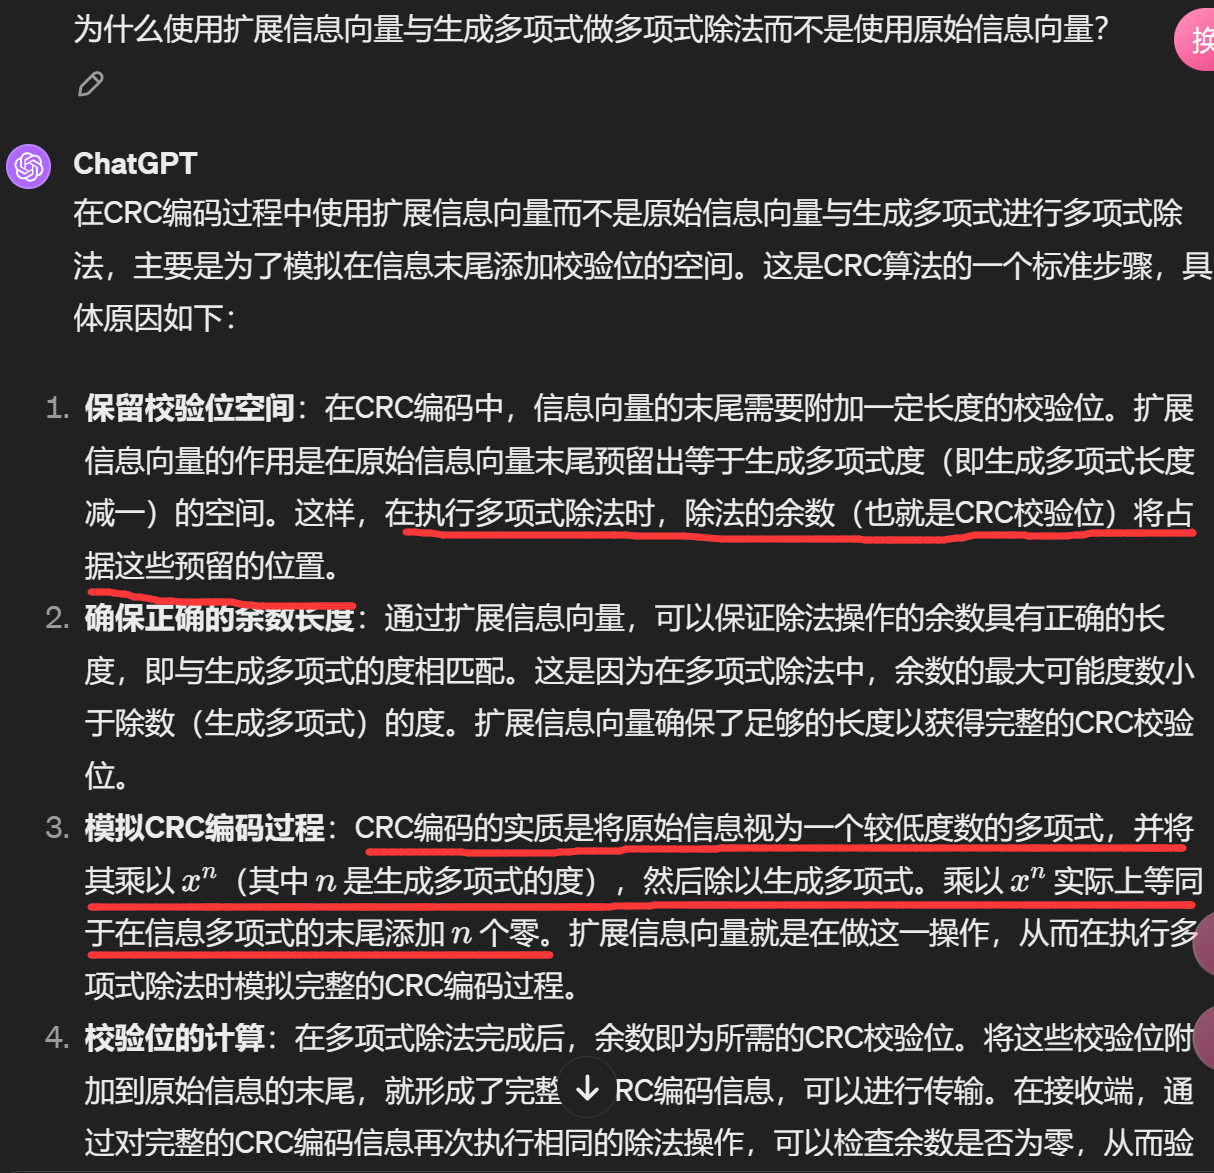 为什么使用扩展信息向量与生成多项式做多项式除法而不是使用原始信息向量?
换
ChatGPT
在CRC编码过程中使用扩展信息向量而不是原始信息向量与生成多项式进行多项式除
法，主要是为了模拟在信息末尾添加校验位的空间。这是CRC算法的一个标准步骤，具
体原因如下：
1. 保留校验位空间：在CRC编码中，信息向量的末尾需要附加一定长度的校验位。扩展
信息向量的作用是在原始信息向量末尾预留出等于生成多项式度（即生成多项式长度
减一）的空间。这样，在执行多项式除法时，除法的余数（也就是CRC校验位）将占
据这些预留的位置。
2. 确保正确的余数长度：通过扩展信息向量，可以保证除法操作的余数具有正确的长
度，即与生成多项式的度相匹配。这是因为在多项式除法中，余数的最大可能度数小
于除数（生成多项式）的度。扩展信息向量确保了足够的长度以获得完整的CRC校验
位。
3. 模拟CRC编码过程：CRC编码的实质是将原始信息视为一个较低度数的多项式，并将
其乘以 xⁿ（其中 n 是生成多项式的度），然后除以生成多项式。乘以 xⁿ 实际上等同
于在信息多项式的末尾添加 n 个零。扩展信息向量就是在做这一操作，从而在执行多
项式除法时模拟完整的CRC编码过程。
4. 校验位的计算：在多项式除法完成后，余数即为所需的CRC校验位。将这些校验位附
加到原始信息的末尾，就形成了完整 RC编码信息，可以进行传输。在接收端，通
过对完整的CRC编码信息再次执行相同的除法操作，可以检查余数是否为零，从而验